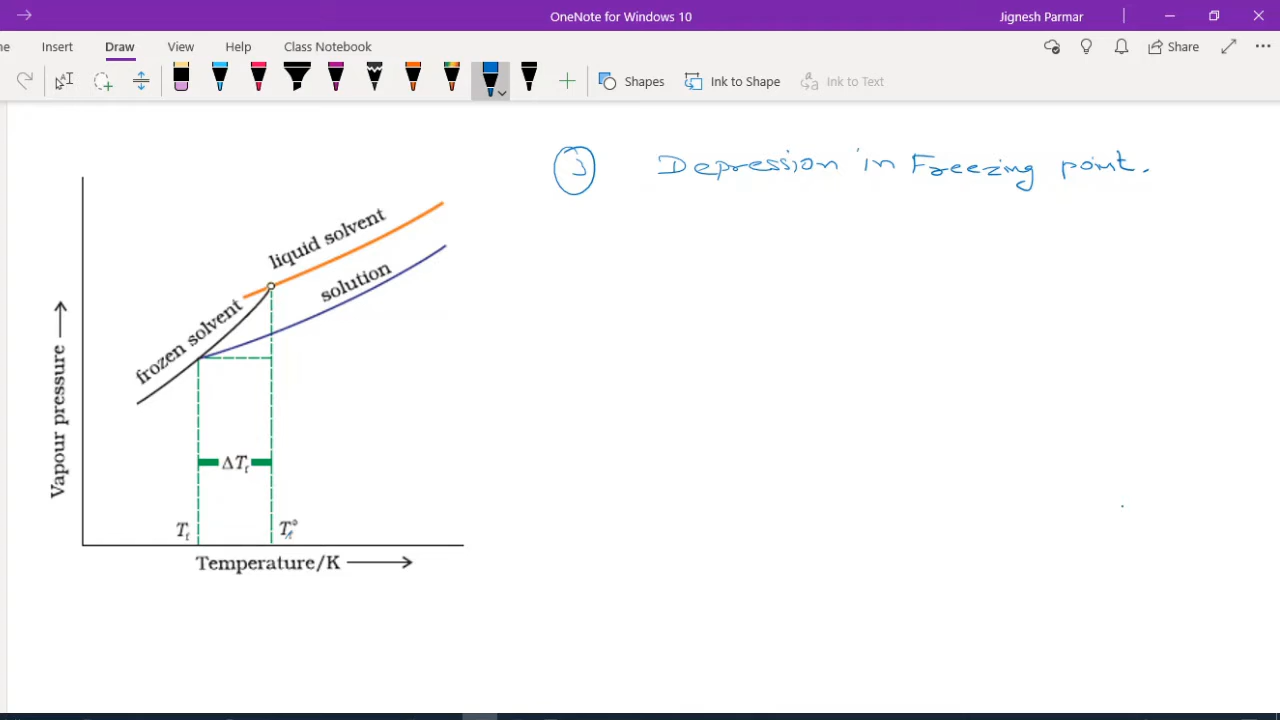 OneNote for Windows 10
Jignesh Parmar
Insert Draw View Help Class Notebook
Share
Shapes Ink to Shape Ink to Text
③ Depression in Freezing point.
liquid solvent
solution
frozen solvent
Vapour pressure
ΔTf
Tf Tf°
Temperature/K